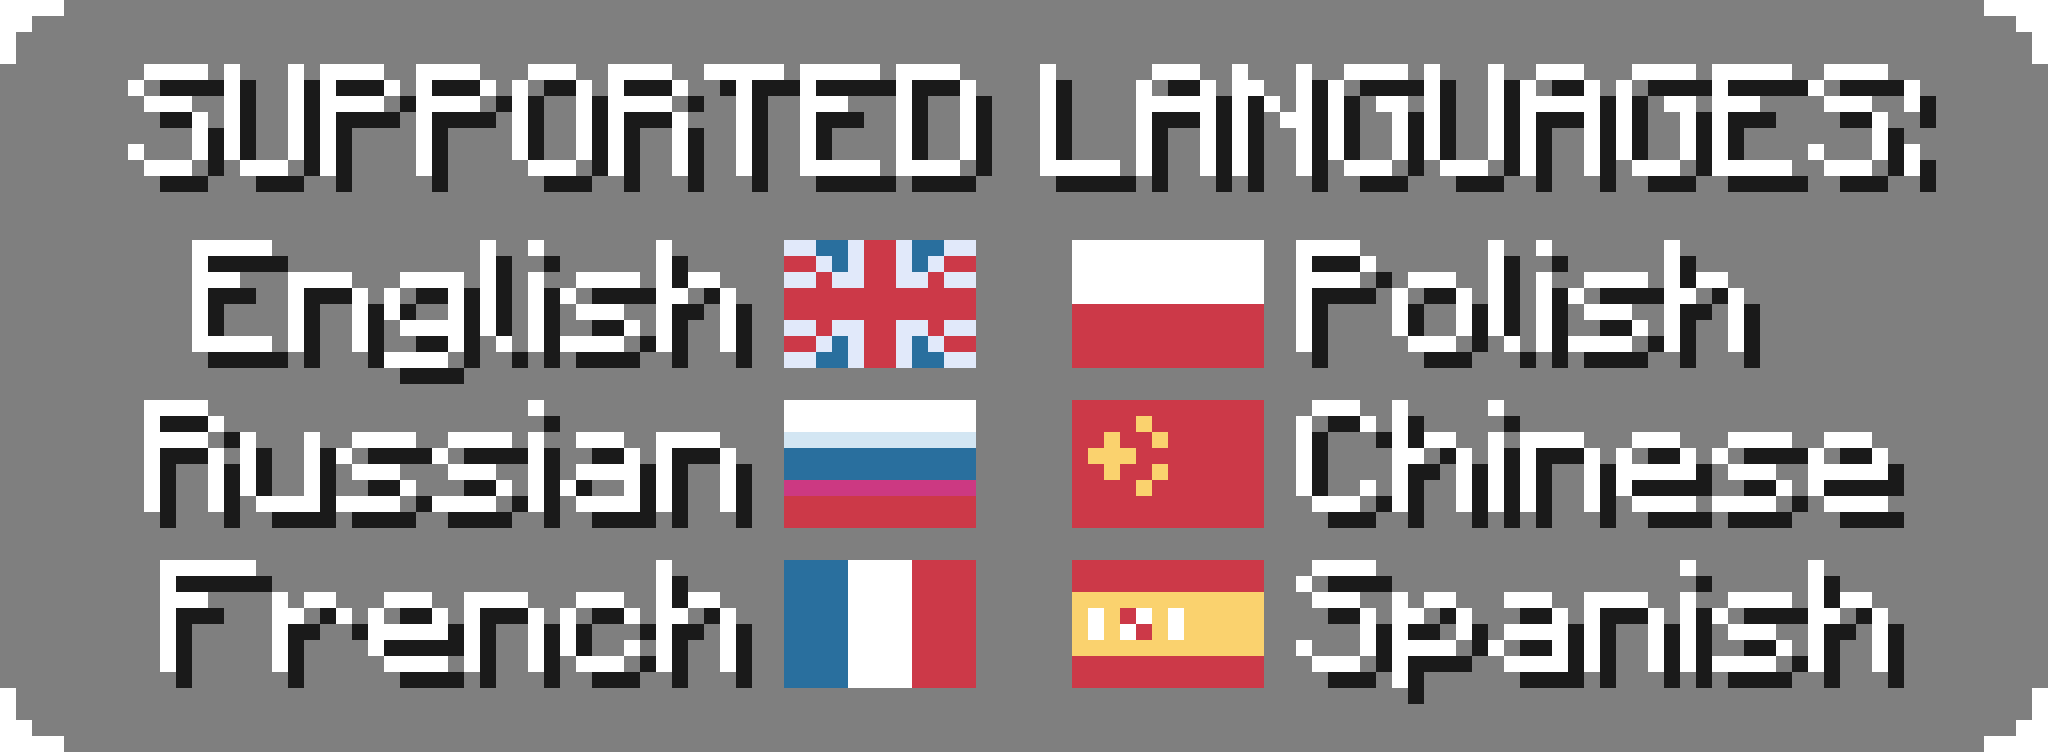 SUPPORTED LANGUAGES:
English Polish
Russian Chinese
French Spanish